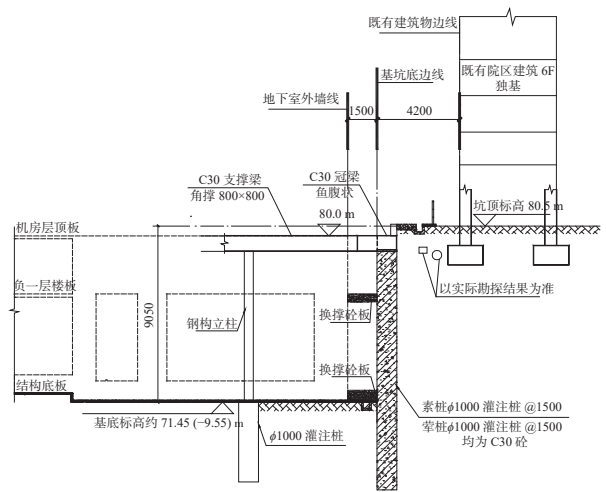 既有建筑物边线
基坑底边线
既有院区建筑 6F
独基
地下室外墙线
1500
4200
C30 支撑梁
角撑 800×800
C30 冠梁
鱼腹状
80.0 m
坑顶标高 80.5 m
机房层顶板
负一层楼板
9050
钢构立柱
换撑砼板
以实际勘探结果为准
换撑砼板
结构底板
基底标高约 71.45 (−9.55) m
ϕ1000 灌注桩
素桩ϕ1000 灌注桩 @1500
荤桩ϕ1000 灌注桩 @1500
均为 C30 砼